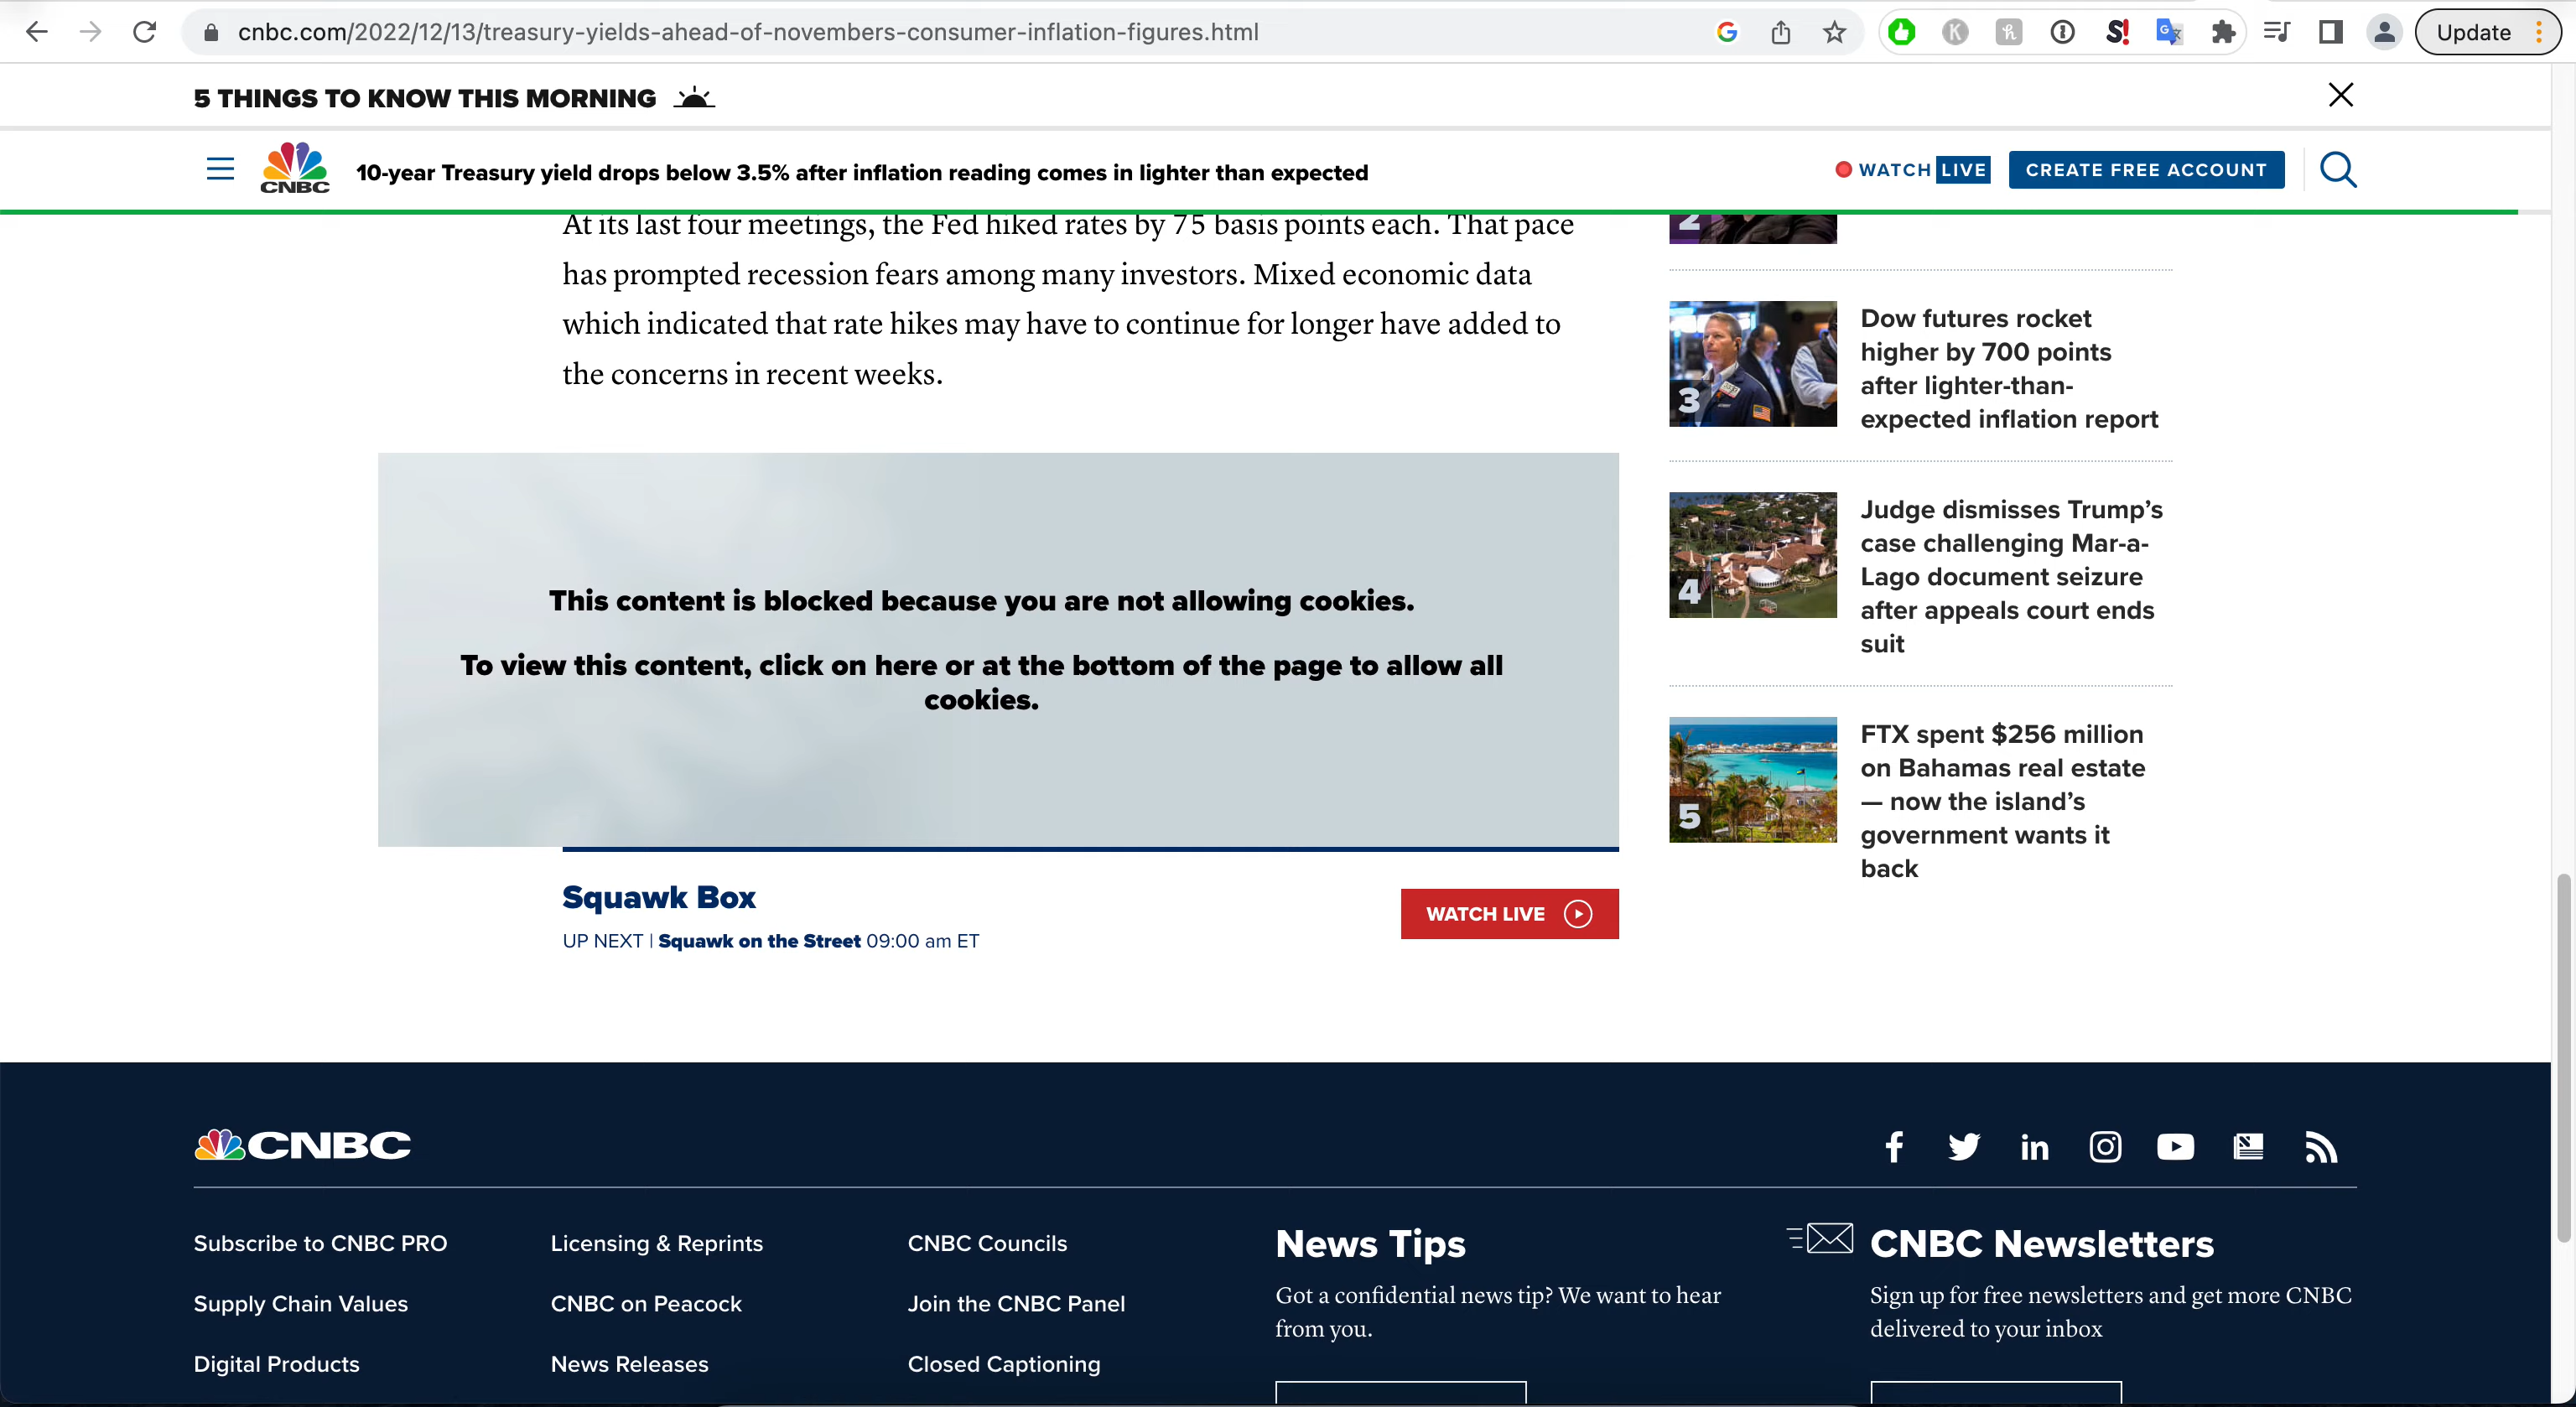 cnbc.com/2022/12/13/treasury-yields-ahead-of-novembers-consumer-inflation-figures.html
Update
5 THINGS TO KNOW THIS MORNING
CNBC
10-year Treasury yield drops below 3.5% after inflation reading comes in lighter than expected
WATCH LIVE
CREATE FREE ACCOUNT
At its last four meetings, the Fed hiked rates by 75 basis points each. That pace
has prompted recession fears among many investors. Mixed economic data
which indicated that rate hikes may have to continue for longer have added to
the concerns in recent weeks.
This content is blocked because you are not allowing cookies.
To view this content, click on here or at the bottom of the page to allow all
cookies.
Squawk Box
UP NEXT | Squawk on the Street 09:00 am ET
WATCH LIVE
2
3
Dow futures rocket
higher by 700 points
after lighter-than-
expected inflation report
4
Judge dismisses Trump’s
case challenging Mar-a-
Lago document seizure
after appeals court ends
suit
5
FTX spent $256 million
on Bahamas real estate
— now the island’s
government wants it
back
CNBC
Subscribe to CNBC PRO
Supply Chain Values
Digital Products
Licensing & Reprints
CNBC on Peacock
News Releases
CNBC Councils
Join the CNBC Panel
Closed Captioning
News Tips
Got a confidential news tip? We want to hear
from you.
CNBC Newsletters
Sign up for free newsletters and get more CNBC
delivered to your inbox